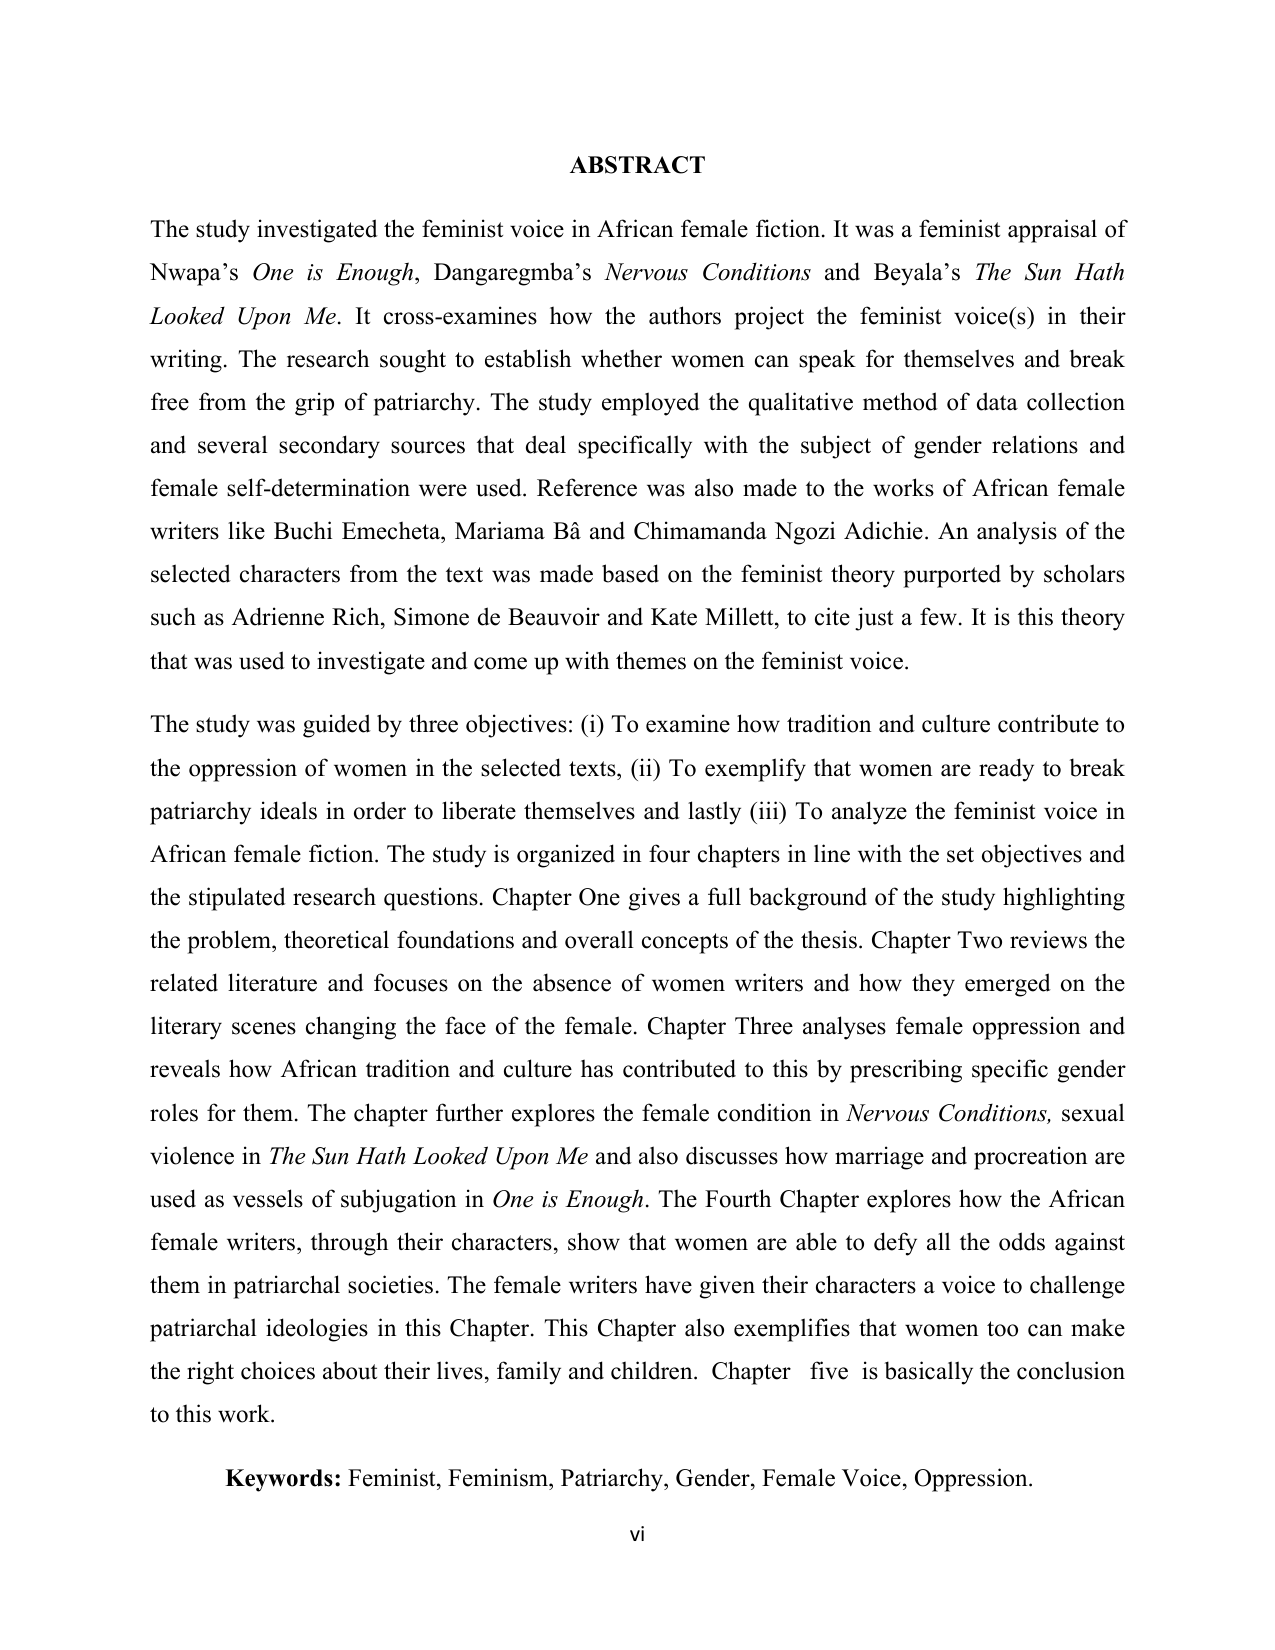 ABSTRACT
The study investigated the feminist voice in African female fiction. It was a feminist appraisal of
Nwapa’s One is Enough, Dangaregmba’s Nervous Conditions and Beyala’s The Sun Hath
Looked Upon Me. It cross-examines how the authors project the feminist voice(s) in their
writing. The research sought to establish whether women can speak for themselves and break
free from the grip of patriarchy. The study employed the qualitative method of data collection
and several secondary sources that deal specifically with the subject of gender relations and
female self-determination were used. Reference was also made to the works of African female
writers like Buchi Emecheta, Mariama Bâ and Chimamanda Ngozi Adichie. An analysis of the
selected characters from the text was made based on the feminist theory purported by scholars
such as Adrienne Rich, Simone de Beauvoir and Kate Millett, to cite just a few. It is this theory
that was used to investigate and come up with themes on the feminist voice.
The study was guided by three objectives: (i) To examine how tradition and culture contribute to
the oppression of women in the selected texts, (ii) To exemplify that women are ready to break
patriarchy ideals in order to liberate themselves and lastly (iii) To analyze the feminist voice in
African female fiction. The study is organized in four chapters in line with the set objectives and
the stipulated research questions. Chapter One gives a full background of the study highlighting
the problem, theoretical foundations and overall concepts of the thesis. Chapter Two reviews the
related literature and focuses on the absence of women writers and how they emerged on the
literary scenes changing the face of the female. Chapter Three analyses female oppression and
reveals how African tradition and culture has contributed to this by prescribing specific gender
roles for them. The chapter further explores the female condition in Nervous Conditions, sexual
violence in The Sun Hath Looked Upon Me and also discusses how marriage and procreation are
used as vessels of subjugation in One is Enough. The Fourth Chapter explores how the African
female writers, through their characters, show that women are able to defy all the odds against
them in patriarchal societies. The female writers have given their characters a voice to challenge
patriarchal ideologies in this Chapter. This Chapter also exemplifies that women too can make
the right choices about their lives, family and children. Chapter five is basically the conclusion
to this work.
Keywords: Feminist, Feminism, Patriarchy, Gender, Female Voice, Oppression.
vi